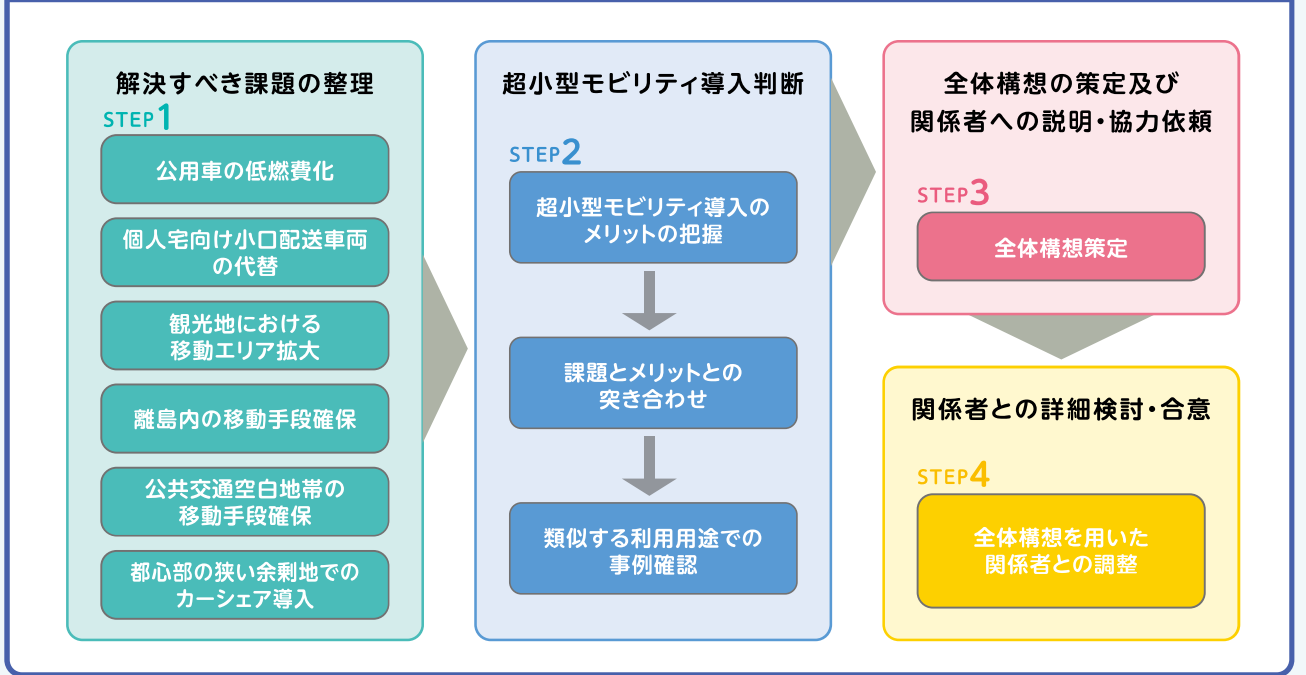 解決すべき課題の整理
STEP1
公用車の低燃費化
個人宅向け小口配送車両
の代替
観光地における
移動エリア拡大
離島内の移動手段確保
公共交通空白地帯の
移動手段確保
都心部の狭い余剰地での
カーシェア導入
超小型モビリティ導入判断
STEP2
超小型モビリティ導入の
メリットの把握
課題とメリットとの
突き合わせ
類似する利用用途での
事例確認
全体構想の策定及び
関係者への説明・協力依頼
STEP3
全体構想策定
関係者との詳細検討・合意
STEP4
全体構想を用いた
関係者との調整